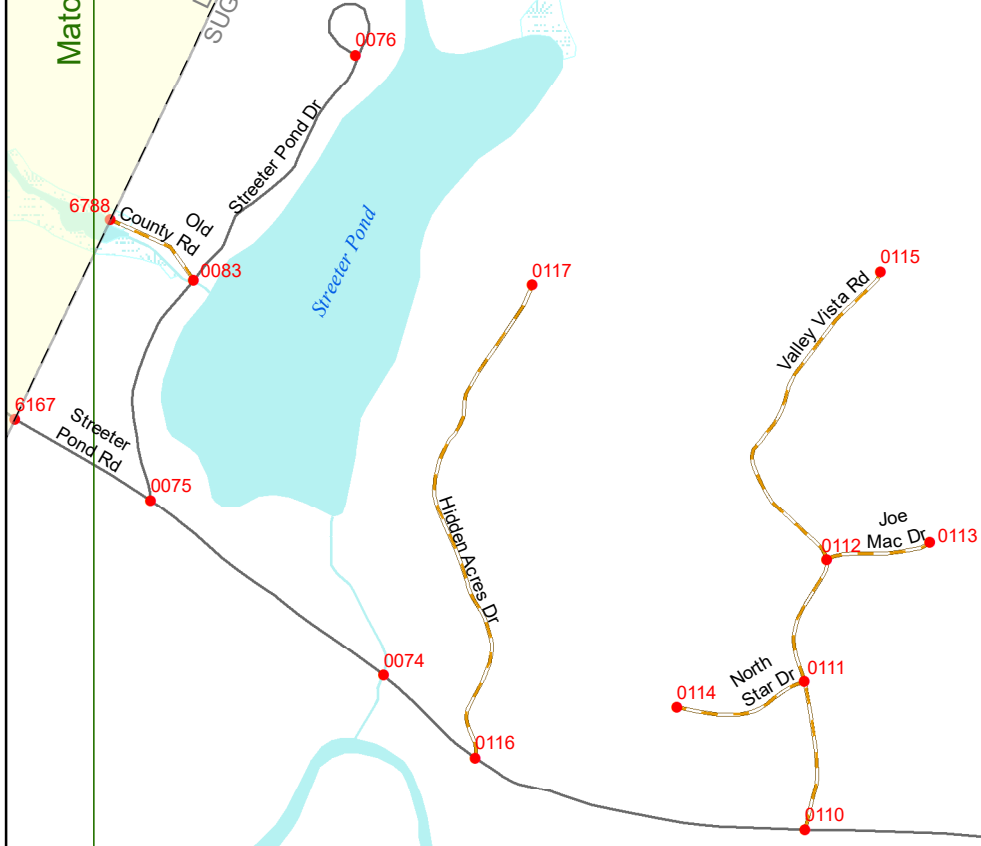 Mato
SUG
0076
Streeter Pond Dr
6788
County Rd
Old
0083
Streeter Pond
0117
0115
Valley Vista Rd
6167
Streeter
Pond Rd
0075
Hidden Acres Dr
Joe
Mac Dr
0113
0112
0074
North
Star Dr
0111
0114
0116
0110